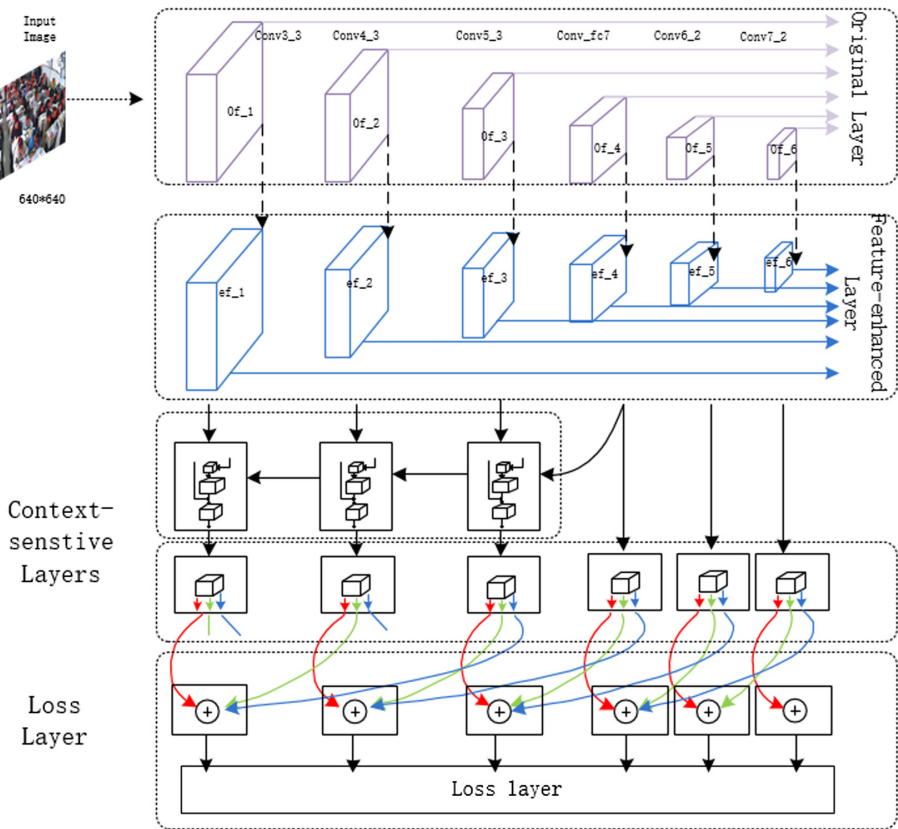 Input
Image
640*640
Conv3_3
Conv4_3
Conv5_3
Conv_fc7
Conv6_2
Conv7_2
Of_1
Of_2
Of_3
Of_4
Of_5
Of_6
Original Layer
ef_1
ef_2
ef_3
ef_4
ef_5
ef_6
Feature-enhanced
Layer
Context-
senstive
Layers
Loss
Layer
Loss layer